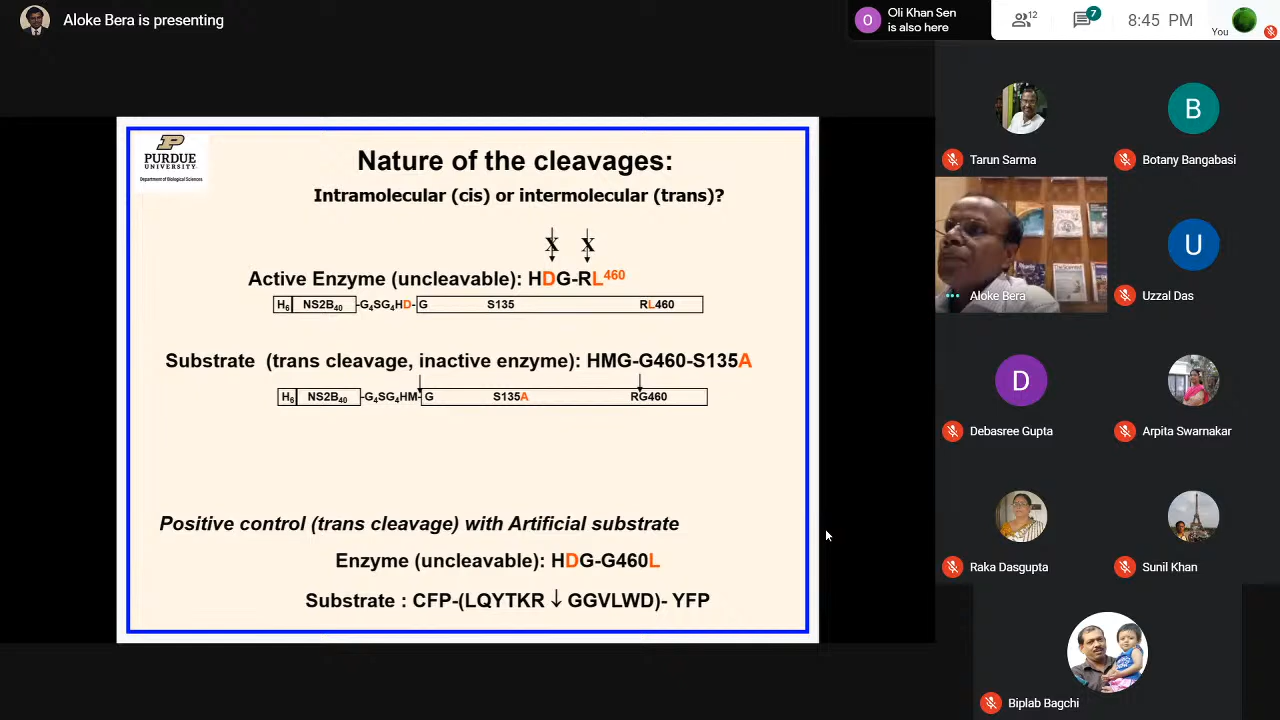 Aloke Bera is presenting
Oli Khan Sen
is also here
12
7
8:45 PM
You
PURDUE
UNIVERSITY
Department of Biological Sciences
Nature of the cleavages:
Intramolecular (cis) or intermolecular (trans)?
X X
Active Enzyme (uncleavable): HDG-RL460
H6 NS2B40 -G4SG4HD- G S135 RL460
Substrate (trans cleavage, inactive enzyme): HMG-G460-S135A
H6 NS2B40 -G4SG4HM- G S135A RG460
Positive control (trans cleavage) with Artificial substrate
Enzyme (uncleavable): HDG-G460L
Substrate : CFP-(LQYTKR ↓ GGVLWD)- YFP
Tarun Sarma
B
Botany Bangabasi
Aloke Bera
U
Uzzal Das
D
Debasree Gupta
Arpita Swarnakar
Raka Dasgupta
Sunil Khan
Biplab Bagchi
O